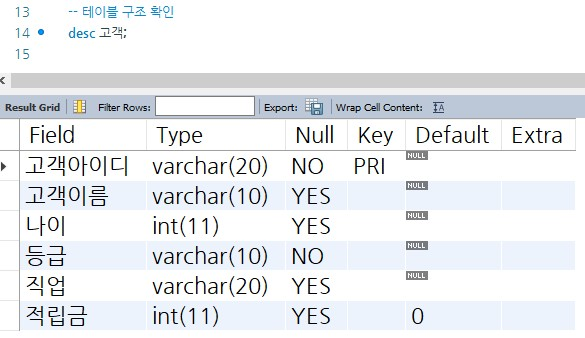 13 -- 테이블 구조 확인
14 desc 고객;
15
Result Grid Filter Rows: Export: Wrap Cell Content: IA
Field Type Null Key Default Extra
고객아이디 varchar(20) NO PRI NULL
고객이름 varchar(10) YES NULL
나이 int(11) YES NULL
등급 varchar(10) NO NULL
직업 varchar(20) YES NULL
적립금 int(11) YES 0